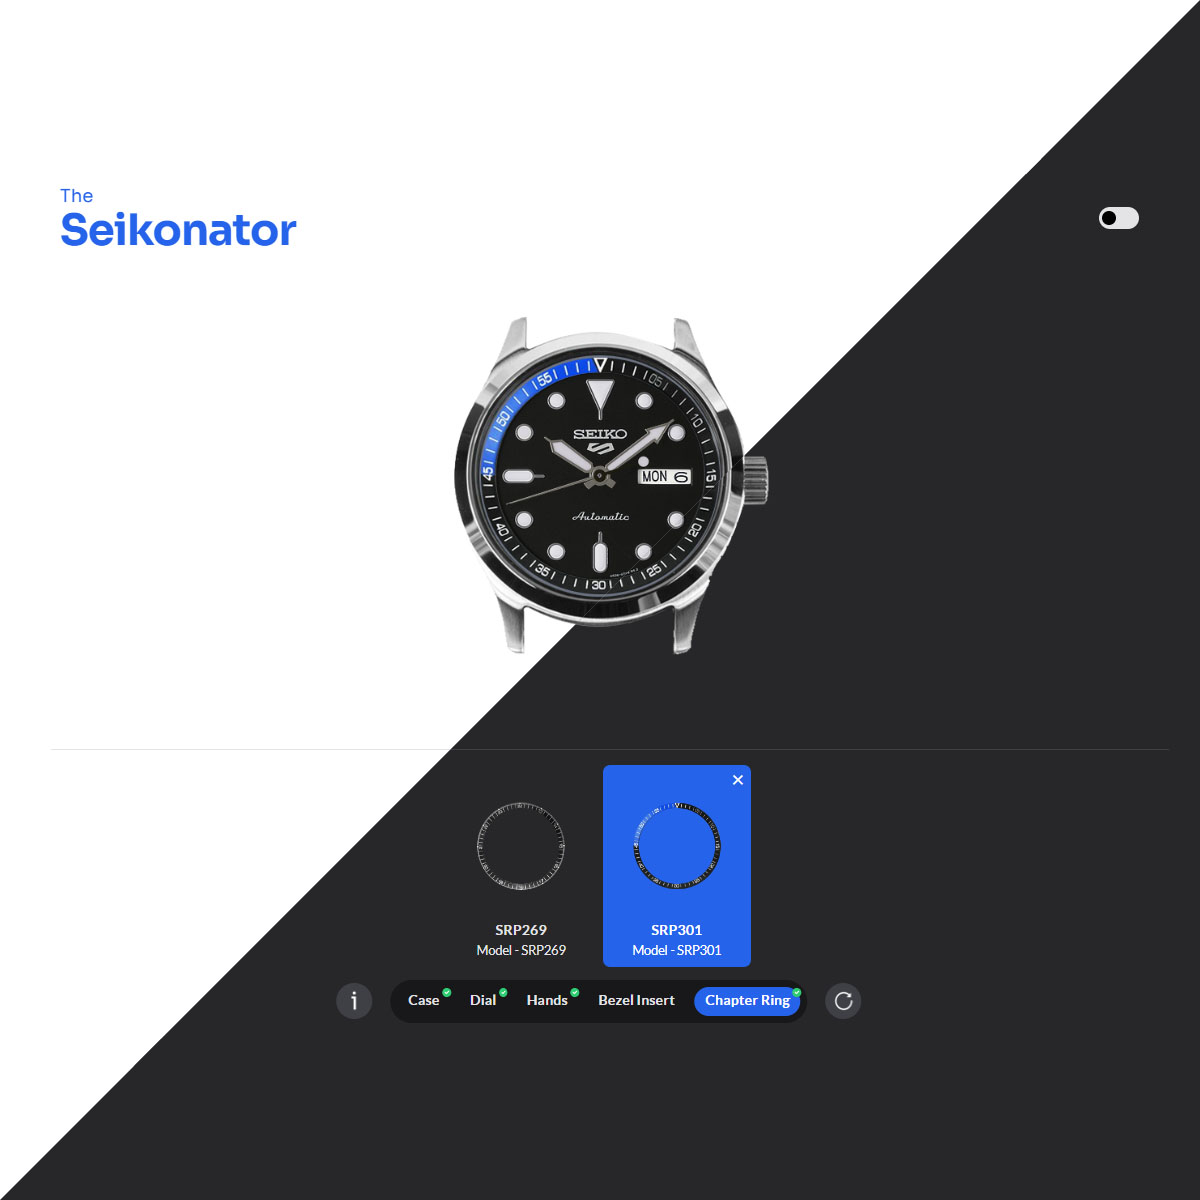 The
Seikonator
55
05
50
10
SEIKO
45
MON 6
15
Automatic
40
20
35
30
25
SRP269
Model - SRP269
SRP301
Model - SRP301
i
Case
Dial
Hands
Bezel Insert
Chapter Ring